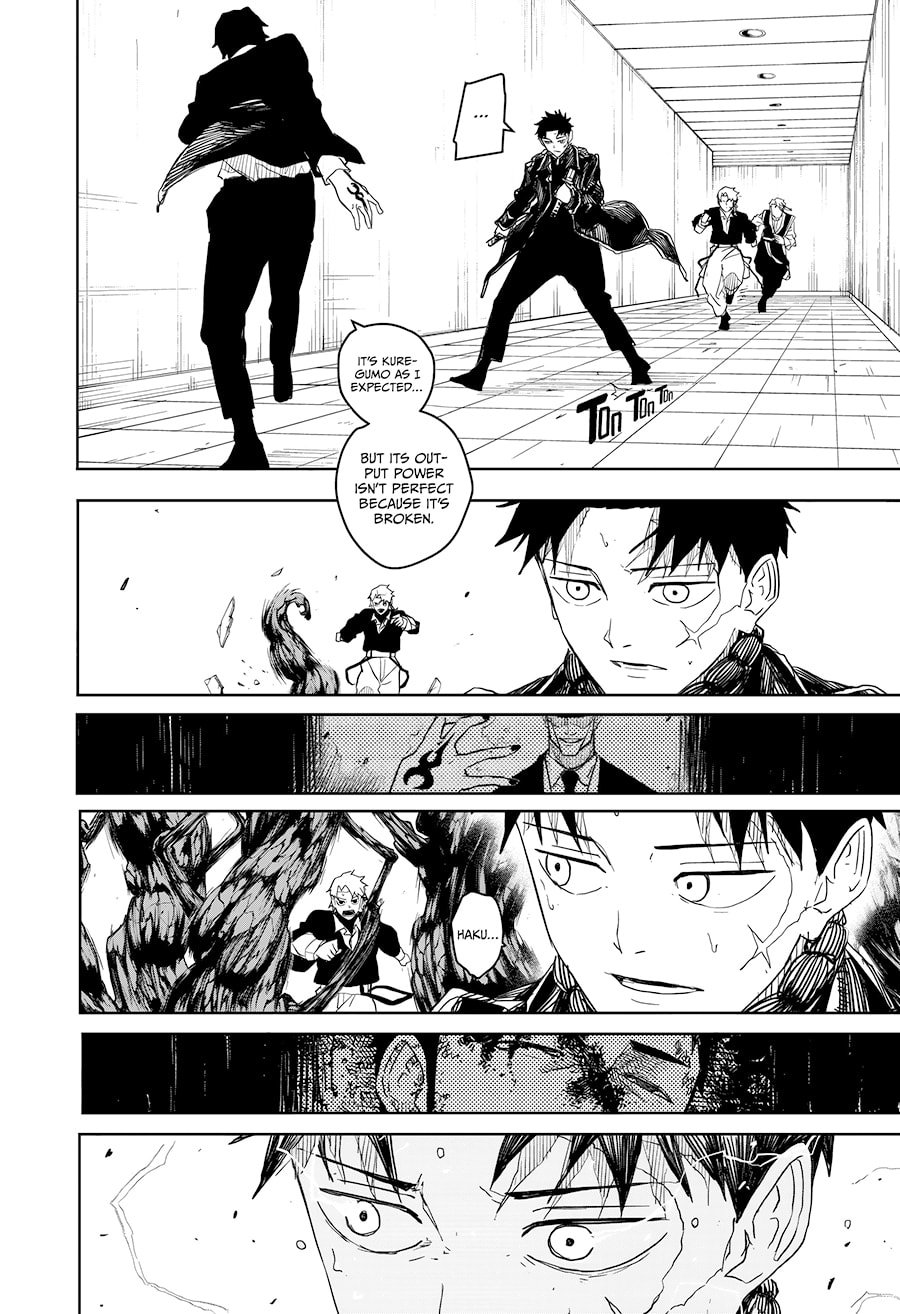 ...
IT'S KURE-
GUMO AS I
EXPECTED...
BUT ITS OUT-
PUT POWER
ISN'T PERFECT
BECAUSE IT'S
BROKEN.
TON TON TON
HAKU...